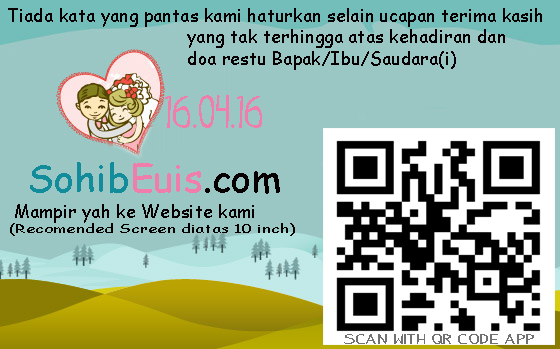 Tiada kata yang pantas kami haturkan selain ucapan terima kasih
yang tak terhingga atas kehadiran dan
doa restu Bapak/Ibu/Saudara(i)
16.04.16
SohibEuis.com
Mampir yah ke Website kami
(Recomended Screen diatas 10 inch)
SCAN WITH QR CODE APP